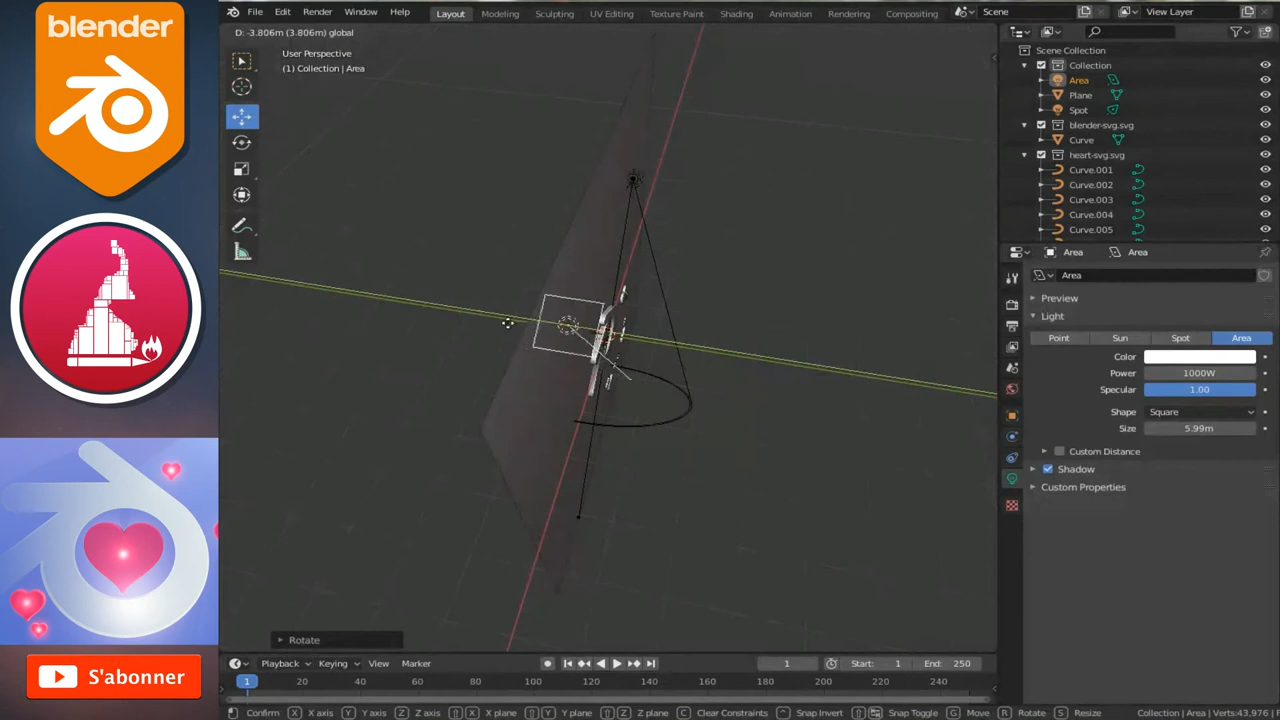 blender
S'abonner
File Edit Render Window Help
Layout Modeling Sculpting UV Editing Texture Paint Shading Animation Rendering Compositing
Scene
View Layer
D: -3.806m (3.806m) global
User Perspective
(1) Collection | Area
Rotate
Scene Collection
Collection
Area
Plane
Spot
blender-svg.svg
Curve
heart-svg.svg
Curve.001
Curve.002
Curve.003
Curve.004
Curve.005
Area Area
Area
Preview
Light
Point Sun Spot Area
Color
Power 1000W
Specular 1.00
Shape Square
Size 5.99m
Custom Distance
Shadow
Custom Properties
Playback Keying View Marker
1
Start: 1 End: 250
1 20 40 60 80 100 120 140 160 180 200 220 240
Confirm X X axis Y Y axis Z Z axis X X plane Y Y plane Z Z plane C Clear Constraints Snap Invert Snap Toggle G Move R Rotate S Resize
Collection | Area | Verts:43,976 |